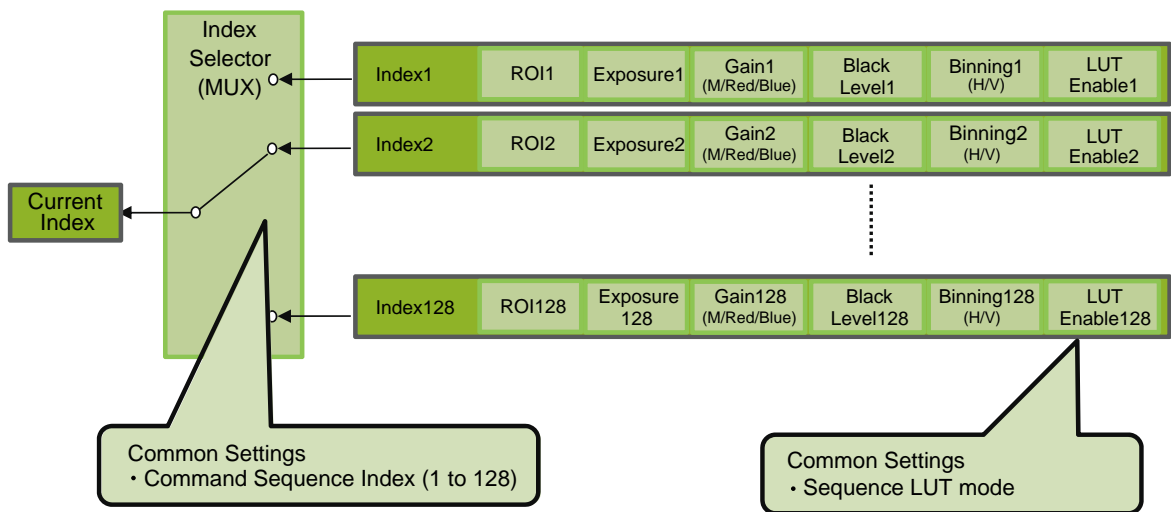 Index
Selector
(MUX)
Current
Index
Index1
ROI1
Exposure1
Gain1
(M/Red/Blue)
Black
Level1
Binning1
(H/V)
LUT
Enable1
Index2
ROI2
Exposure2
Gain2
(M/Red/Blue)
Black
Level2
Binning2
(H/V)
LUT
Enable2
Index128
ROI128
Exposure
128
Gain128
(M/Red/Blue)
Black
Level128
Binning128
(H/V)
LUT
Enable128
Common Settings
・Command Sequence Index (1 to 128)
Common Settings
・Sequence LUT mode